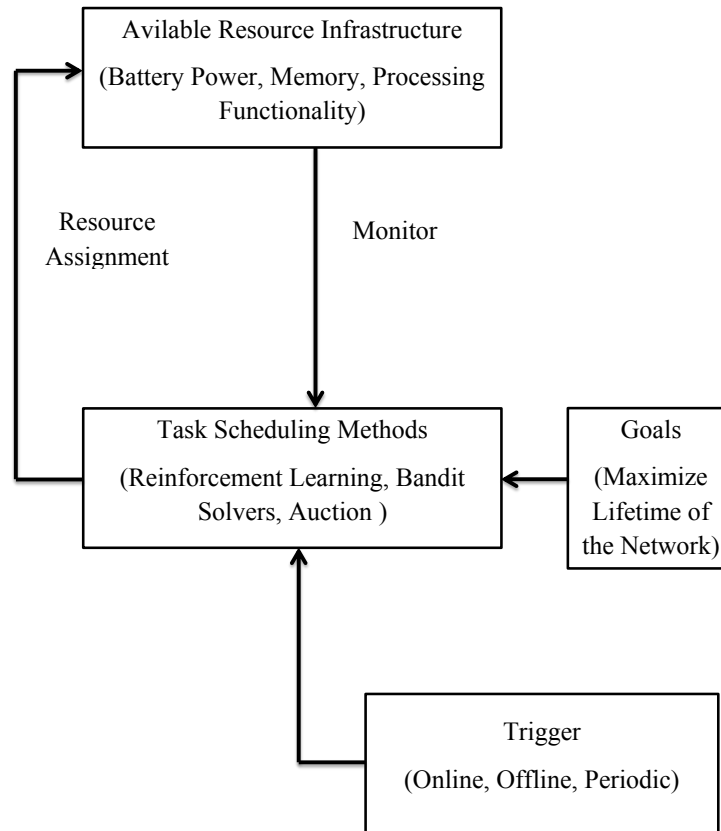 Avilable Resource Infrastructure
(Battery Power, Memory, Processing
Functionality)
Resource
Assignment
Monitor
Task Scheduling Methods
(Reinforcement Learning, Bandit
Solvers, Auction )
Goals
(Maximize
Lifetime of
the Network)
Trigger
(Online, Offline, Periodic)